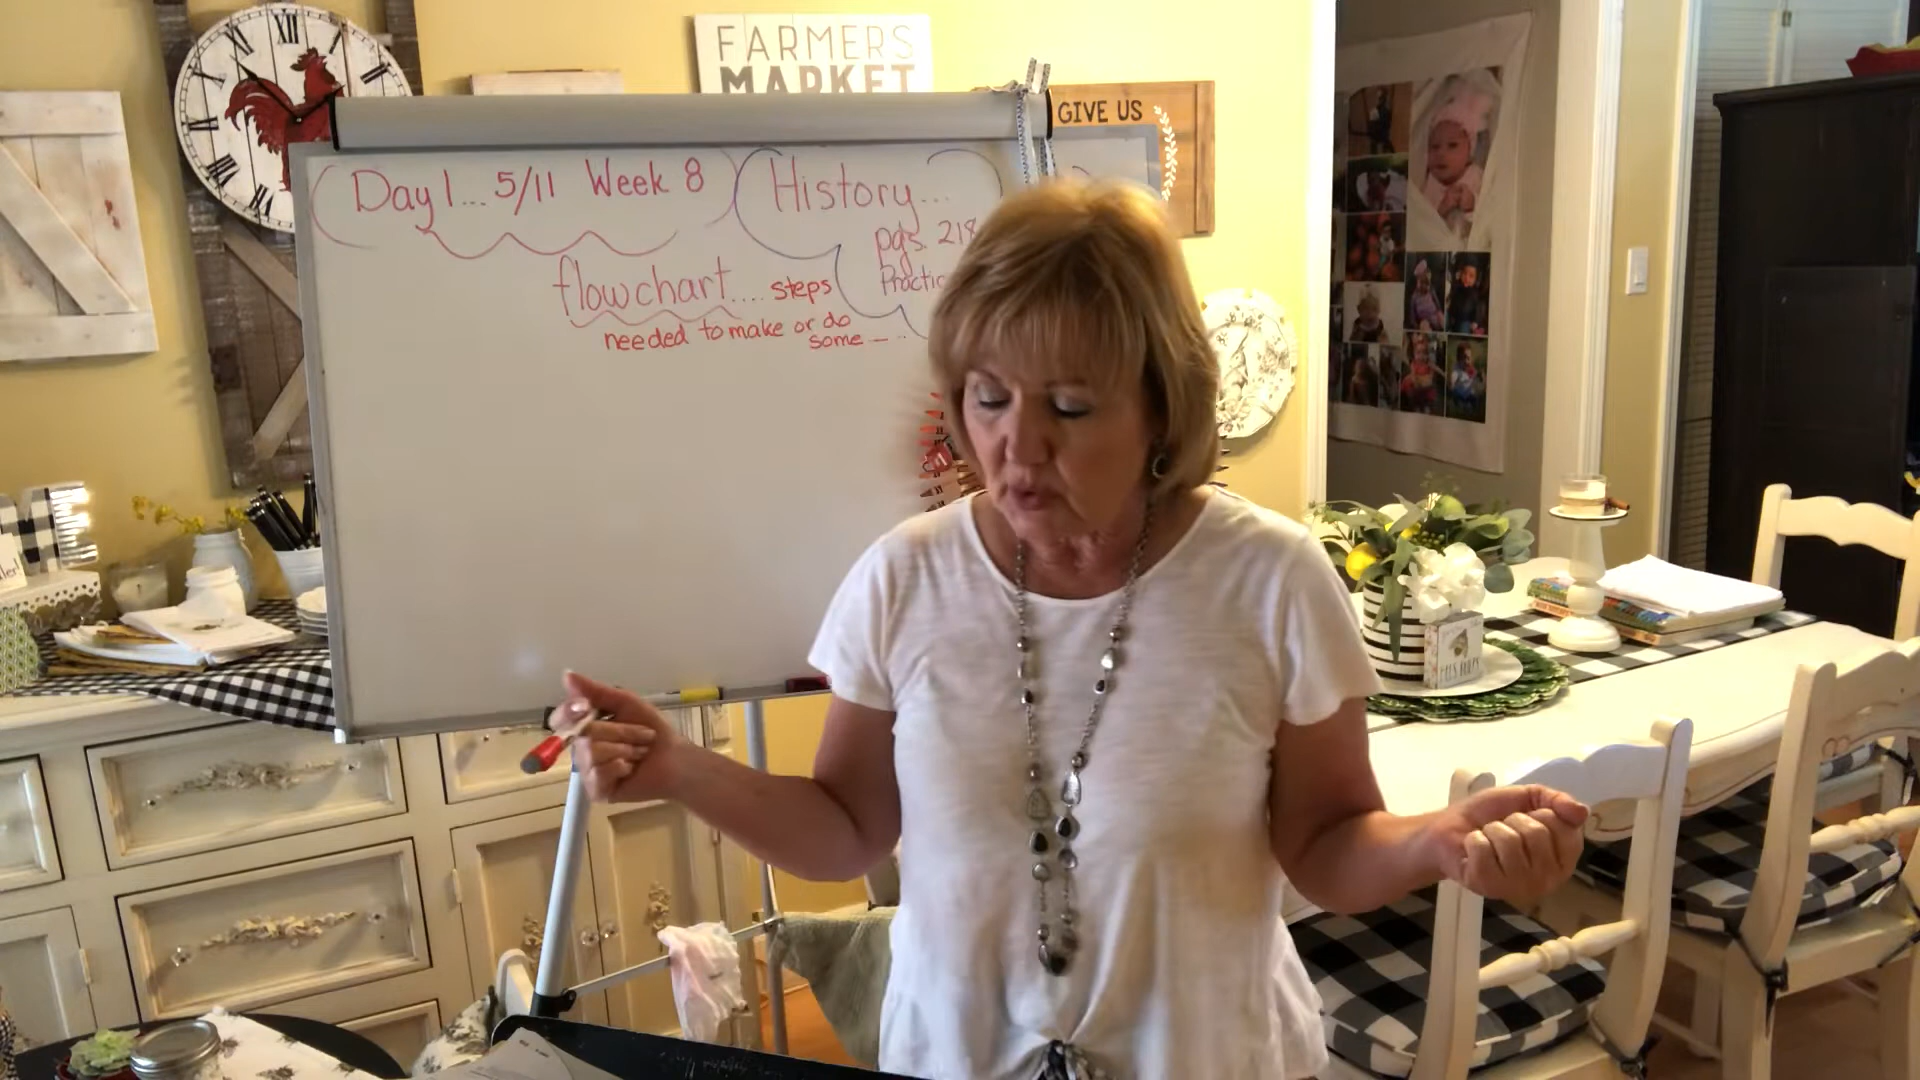 FARMERS
MARKET
GIVE US
Day 1... 5/11 Week 8
History...
pgs. 218
flowchart.... steps
needed to make or do
some
XII